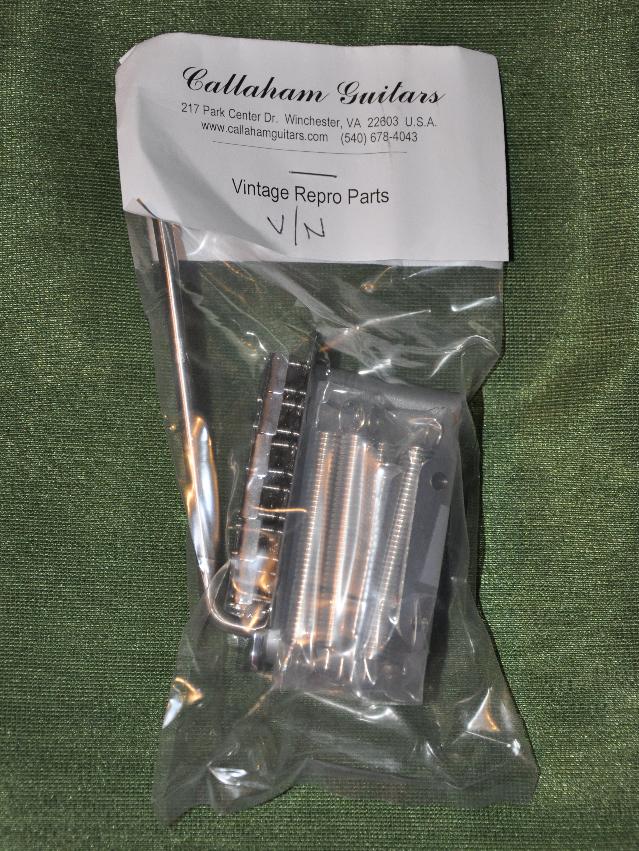 Callaham Guitars
217 Park Center Dr. Winchester, VA 22603 U.S.A.
www.callahamguitars.com (540) 678-4043
Vintage Repro Parts
V/N